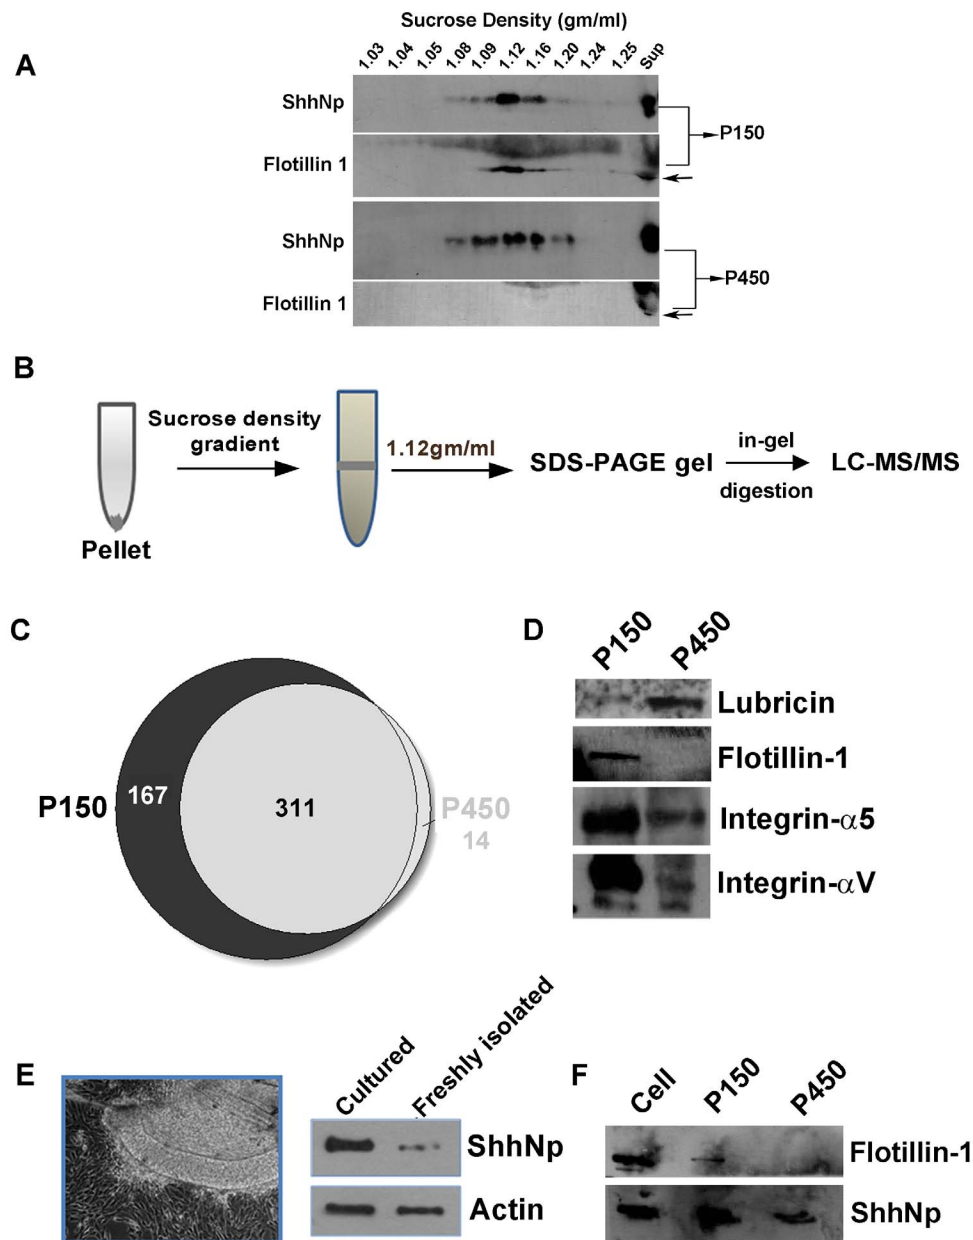 Sucrose Density (gm/ml)
A
1.03 1.04 1.05 1.08 1.09 1.12 1.16 1.20 1.24 1.25 Sup
ShhNp
P150
Flotillin 1
ShhNp
P450
Flotillin 1
B
Sucrose density
gradient
1.12gm/ml
SDS-PAGE gel
in-gel
digestion
LC-MS/MS
Pellet
C
P150
167
311
P450
14
D
P150 P450
Lubricin
Flotillin-1
Integrin-α5
Integrin-αV
E
Cultured Freshly isolated
ShhNp
Actin
F
Cell P150 P450
Flotillin-1
ShhNp